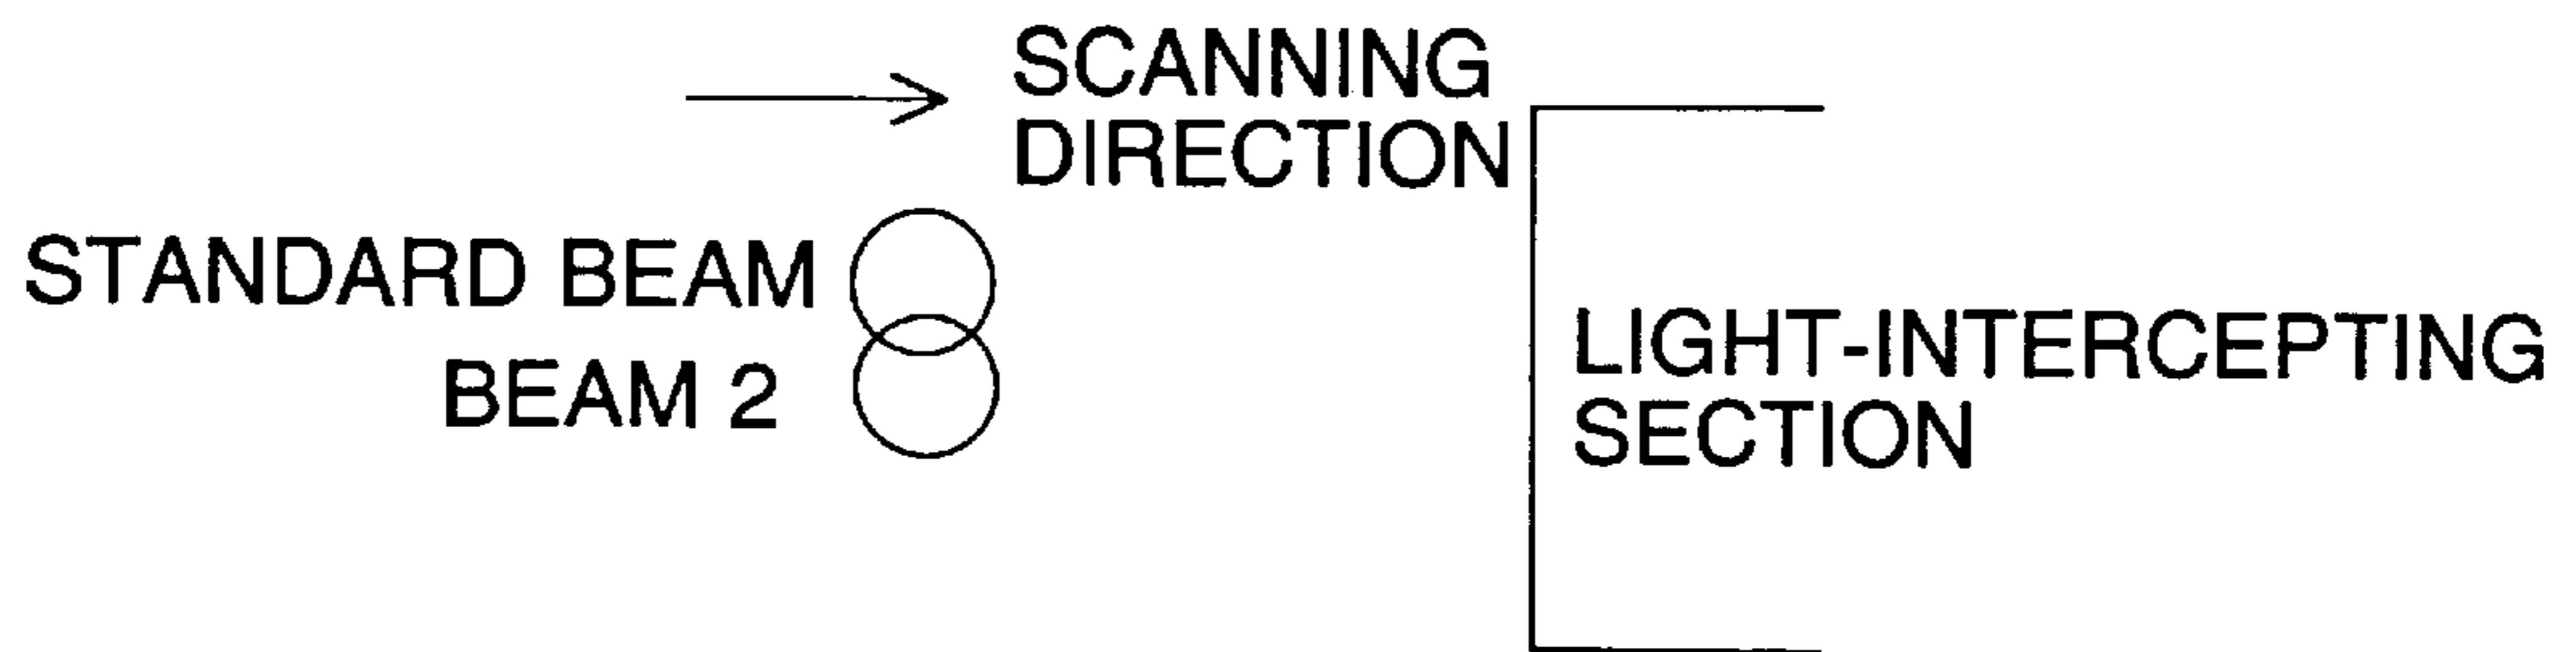 SCANNING
DIRECTION
STANDARD BEAM
BEAM 2
LIGHT-INTERCEPTING
SECTION